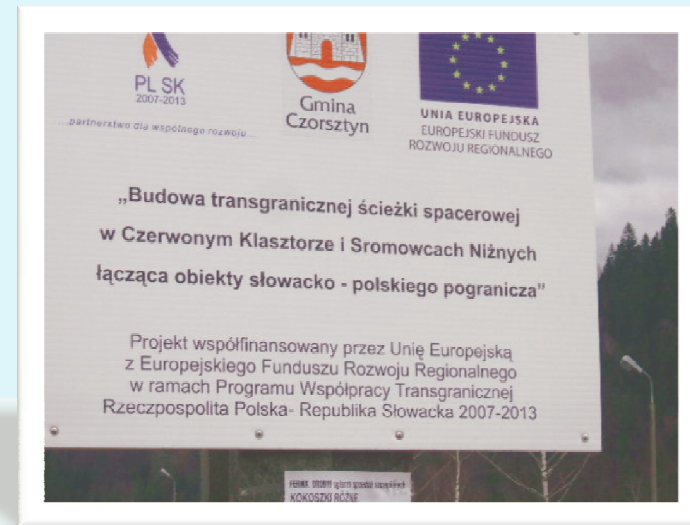 PL SK
2007-2013
...partnerstwo dla wspólnego rozwoju...
Gmina
Czorsztyn
UNIA EUROPEJSKA
EUROPEJSKI FUNDUSZ
ROZWOJU REGIONALNEGO
„Budowa transgranicznej ścieżki spacerowej
w Czerwonym Klasztorze i Sromowcach Niżnych
łącząca obiekty słowacko - polskiego pogranicza”
Projekt współfinansowany przez Unię Europejską
z Europejskiego Funduszu Rozwoju Regionalnego
w ramach Programu Współpracy Transgranicznej
Rzeczpospolita Polska- Republika Słowacka 2007-2013
FERMA
KOKOSZKI RÓŻNE